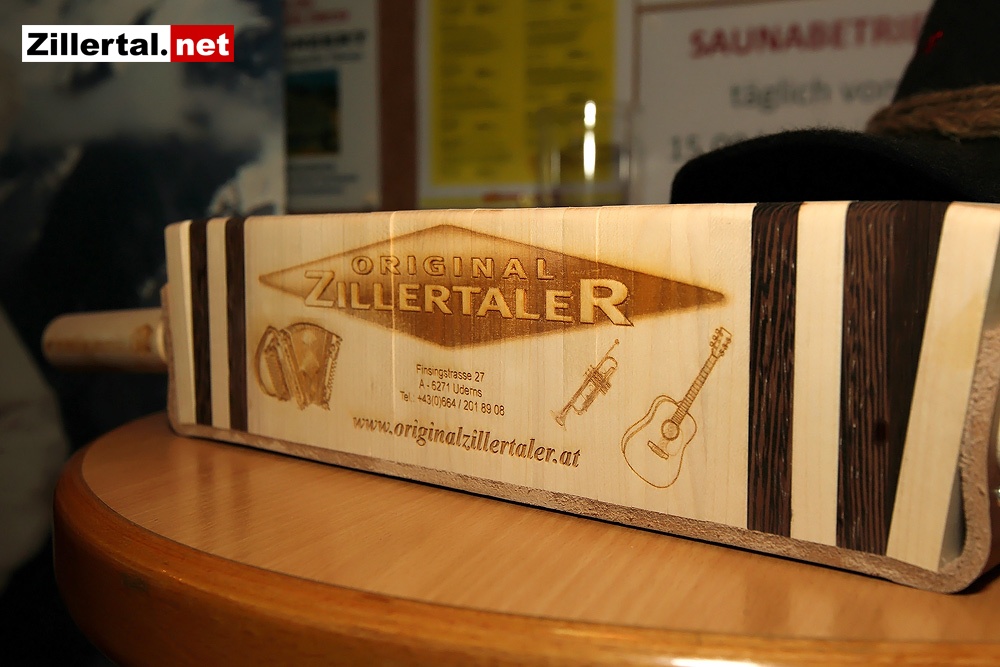 Zillertal.net
SAUNABETRIE
täglich von
ORIGINAL
ZILLERTALER
Finsingstrasse 27
A - 6271 Uderns
Tel.: +43(0)664 / 201 89 08
www.originalzillertaler.at